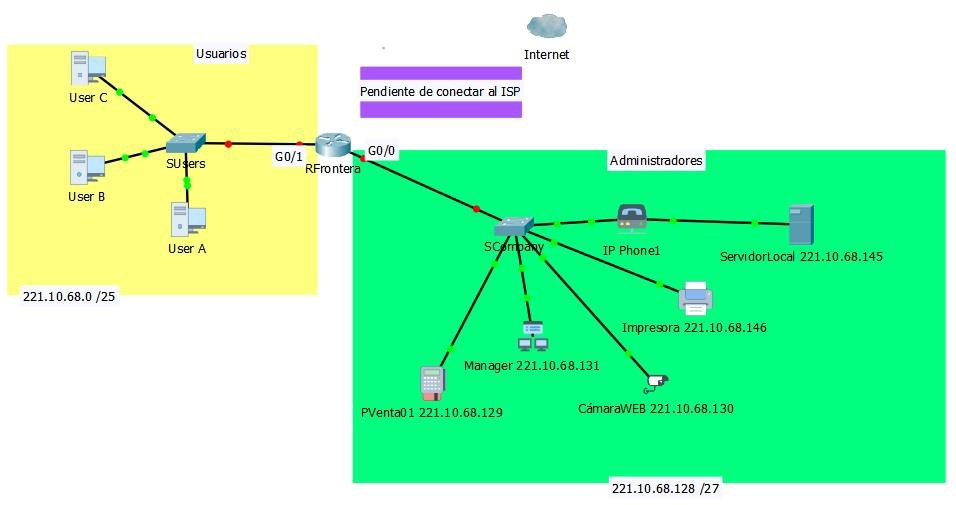 Internet
Usuarios
User C
Pendiente de conectar al ISP
G0/1
RFrontera
G0/0
SUsers
User B
User A
221.10.68.0 /25
Administradores
SCompany
IP Phone1
ServidorLocal 221.10.68.145
Impresora 221.10.68.146
Manager 221.10.68.131
PVenta01 221.10.68.129
CámaraWEB 221.10.68.130
221.10.68.128 /27